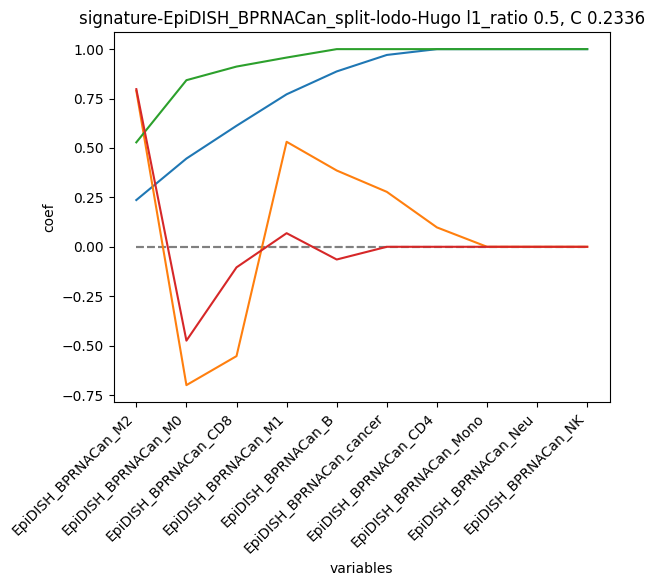 signature-EpiDISH_BPRNACan_split-lodo-Hugo l1_ratio 0.5, C 0.2336
1.00
0.75
0.50
0.25
0.00
-0.25
-0.50
-0.75
coef
EpiDISH_BPRNACan_M2
EpiDISH_BPRNACan_M0
EpiDISH_BPRNACan_CD8
EpiDISH_BPRNACan_M1
EpiDISH_BPRNACan_B
EpiDISH_BPRNACan_cancer
EpiDISH_BPRNACan_CD4
EpiDISH_BPRNACan_Mono
EpiDISH_BPRNACan_Neu
EpiDISH_BPRNACan_NK
variables